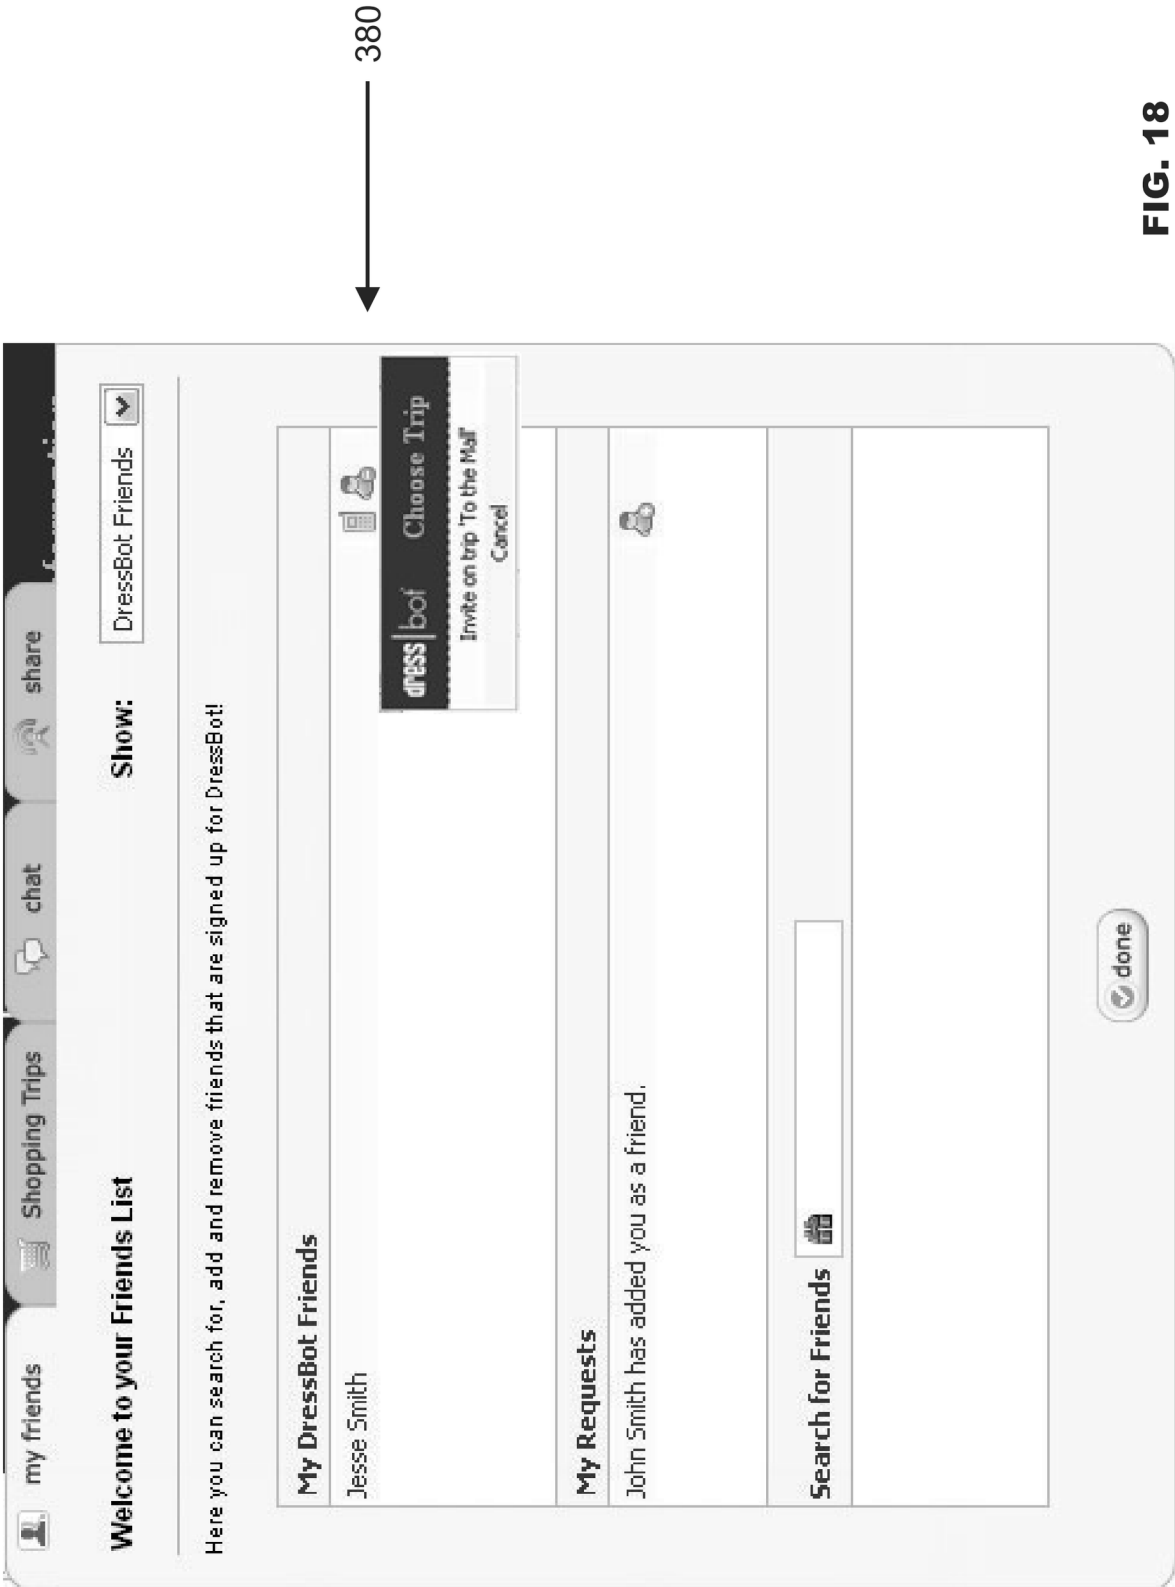 my friends
Shopping Trips
chat
share
Welcome to your Friends List
Show:
DressBot Friends
Here you can search for, add and remove friends that are signed up for DressBot!
My DressBot Friends
Jesse Smith
dress|bot Choose Trip
Invite on trip 'To the Mall'
Cancel
My Requests
John Smith has added you as a friend.
Search for Friends
done
380
FIG. 18